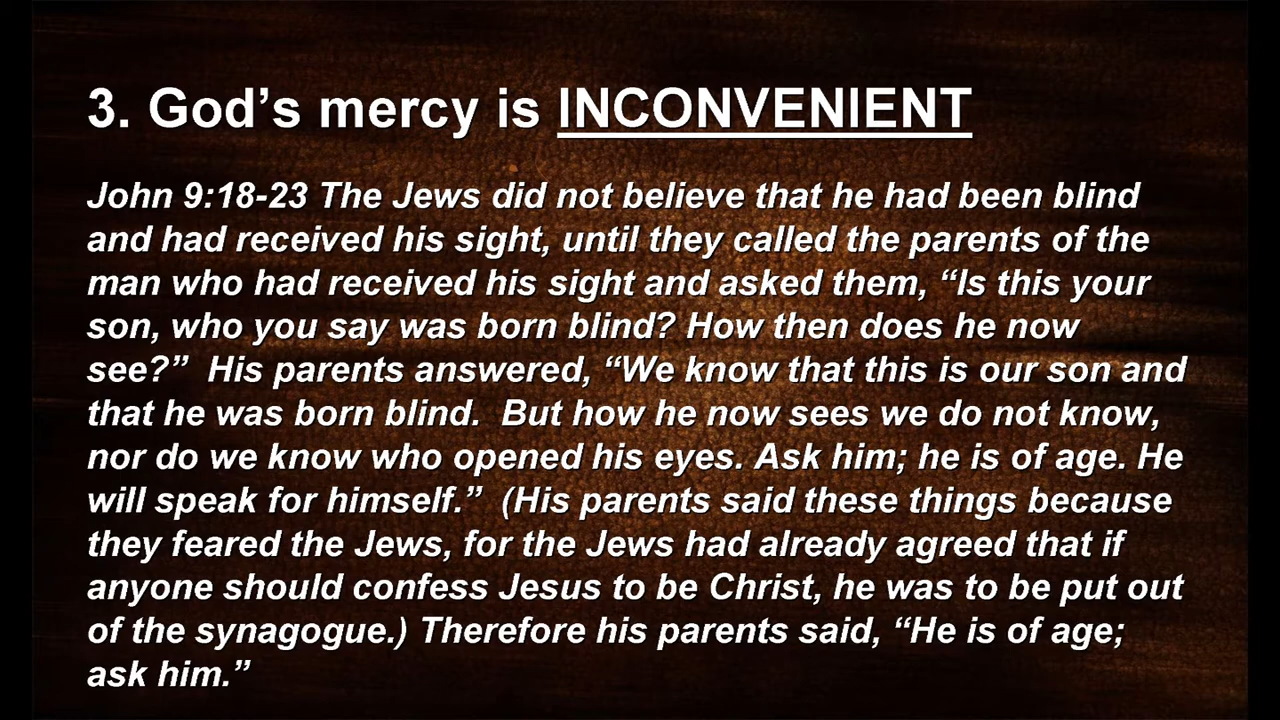 3. God’s mercy is INCONVENIENT
John 9:18-23 The Jews did not believe that he had been blind
and had received his sight, until they called the parents of the
man who had received his sight and asked them, “Is this your
son, who you say was born blind? How then does he now
see?”  His parents answered, “We know that this is our son and
that he was born blind.  But how he now sees we do not know,
nor do we know who opened his eyes. Ask him; he is of age. He
will speak for himself.”  (His parents said these things because
they feared the Jews, for the Jews had already agreed that if
anyone should confess Jesus to be Christ, he was to be put out
of the synagogue.) Therefore his parents said, “He is of age;
ask him.”